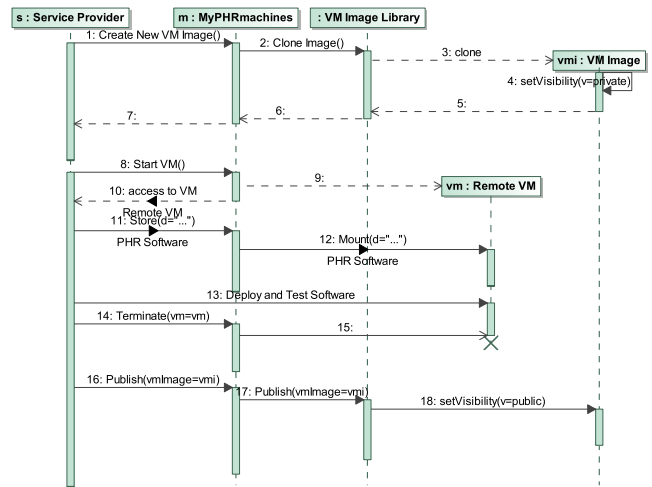 s : Service Provider
m : MyPHRmachines
: VM Image Library
1: Create New VM Image()
2: Clone Image()
3: clone
vmi : VM Image
4: setVisibility(v=private)
5:
6:
7:
8: Start VM()
9:
vm : Remote VM
10: access to VM
Remote VM
11: Store(d="...")
PHR Software
12: Mount(d="...")
PHR Software
13: Deploy and Test Software
14: Terminate(vm=vm)
15:
16: Publish(vmImage=vmi)
17: Publish(vmImage=vmi)
18: setVisibility(v=public)